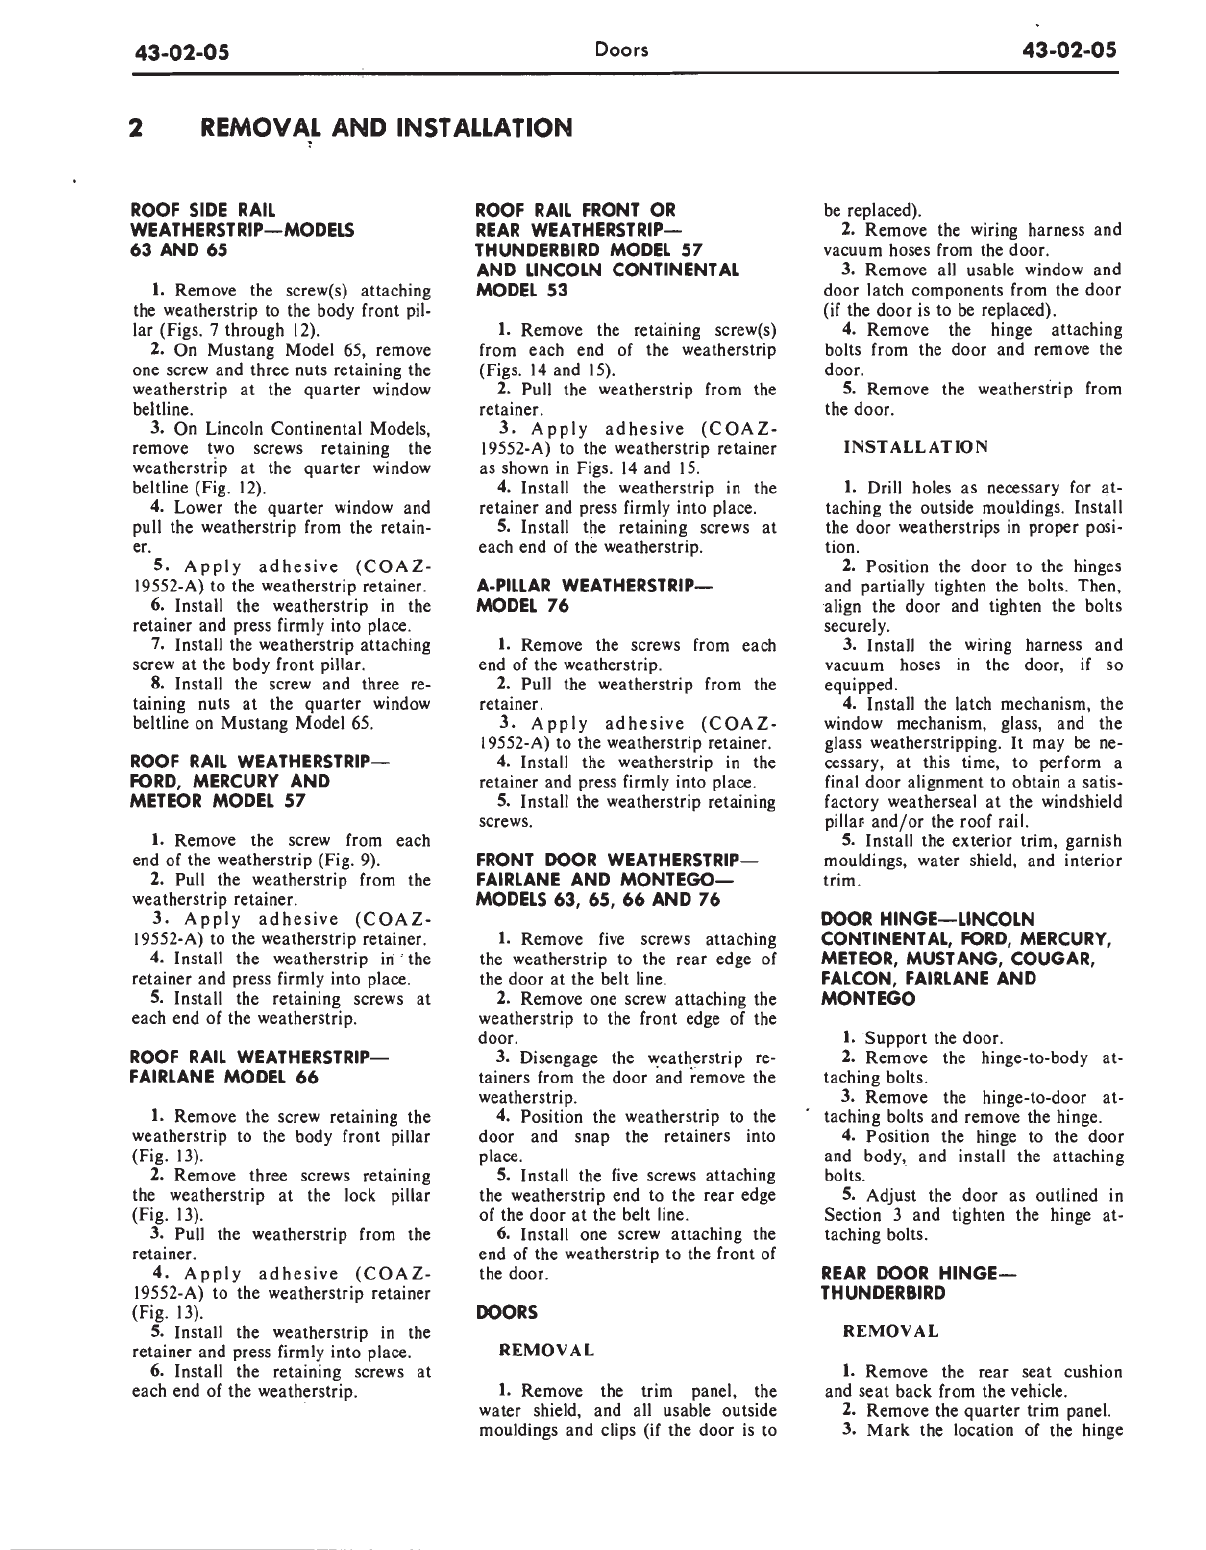 43-02-05
Doors
43-02-05
2 REMOVAL AND INSTALLATION
ROOF SIDE RAIL
WEATHERSTRIP—MODELS
63 AND 65
1. Remove the screw(s) attaching
the weatherstrip to the body front pil-
lar (Figs. 7 through 12).
2. On Mustang Model 65, remove
one screw and three nuts retaining the
weatherstrip at the quarter window
beltline.
3. On Lincoln Continental Models,
remove two screws retaining the
weatherstrip at the quarter window
beltline (Fig. 12).
4. Lower the quarter window and
pull the weatherstrip from the retain-
er.
5. Apply adhesive (COAZ-
19552-A) to the weatherstrip retainer.
6. Install the weatherstrip in the
retainer and press firmly into place.
7. Install the weatherstrip attaching
screw at the body front pillar.
8. Install the screw and three re-
taining nuts at the quarter window
beltline on Mustang Model 65.
ROOF RAIL WEATHERSTRIP—
FORD, MERCURY AND
METEOR MODEL 57
1. Remove the screw from each
end of the weatherstrip (Fig. 9).
2. Pull the weatherstrip from the
weatherstrip retainer.
3. Apply adhesive (COAZ-
19552-A) to the weatherstrip retainer.
4. Install the weatherstrip in the
retainer and press firmly into place.
5. Install the retaining screws at
each end of the weatherstrip.
ROOF RAIL WEATHERSTRIP—
FAIRLANE MODEL 66
1. Remove the screw retaining the
weatherstrip to the body front pillar
(Fig. 13).
2. Remove three screws retaining
the weatherstrip at the lock pillar
(Fig. 13).
3. Pull the weatherstrip from the
retainer.
4. Apply adhesive (COAZ-
19552-A) to the weatherstrip retainer
(Fig. 13).
5. Install the weatherstrip in the
retainer and press firmly into place.
6. Install the retaining screws at
each end of the weatherstrip.
ROOF RAIL FRONT OR
REAR WEATHERSTRIP—
THUNDERBIRD MODEL 57
AND LINCOLN CONTINENTAL
MODEL 53
1. Remove the retaining screw(s)
from each end of the weatherstrip
(Figs. 14 and 15).
2. Pull the weatherstrip from the
retainer.
3. Apply adhesive (COAZ-
19552-A) to the weatherstrip retainer
as shown in Figs. 14 and 15.
4. Install the weatherstrip in the
retainer and press firmly into place.
5. Install the retaining screws at
each end of the weatherstrip.
A-PILLAR WEATHERSTRIP—
MODEL 76
1. Remove the screws from each
end of the weatherstrip.
2. Pull the weatherstrip from the
retainer.
3. Apply adhesive (COAZ-
19552-A) to the weatherstrip retainer.
4. Install the weatherstrip in the
retainer and press firmly into place.
5. Install the weatherstrip retaining
screws.
FRONT DOOR WEATHERSTRIP—
FAIRLANE AND MONTEGO—
MODELS 63, 65, 66 AND 76
1. Remove five screws attaching
the weatherstrip to the rear edge of
the door at the belt line.
2. Remove one screw attaching the
weatherstrip to the front edge of the
door.
3. Disengage the weatherstrip re-
tainers from the door and remove the
weatherstrip.
4. Position the weatherstrip to the
door and snap the retainers into
place.
5. Install the five screws attaching
the weatherstrip end to the rear edge
of the door at the belt line.
6. Install one screw attaching the
end of the weatherstrip to the front of
the door.
DOORS
REMOVAL
1. Remove the trim panel, the
water shield, and all usable outside
mouldings and clips (if the door is to
be replaced).
2. Remove the wiring harness and
vacuum hoses from the door.
3. Remove all usable window and
door latch components from the door
(if the door is to be replaced).
4. Remove the hinge attaching
bolts from the door and remove the
door.
5. Remove the weatherstrip from
the door.
INSTALLATION
1. Drill holes as necessary for at-
taching the outside mouldings. Install
the door weatherstrips in proper posi-
tion.
2. Position the door to the hinges
and partially tighten the bolts. Then,
align the door and tighten the bolts
securely.
3. Install the wiring harness and
vacuum hoses in the door, if so
equipped.
4. Install the latch mechanism, the
window mechanism, glass, and the
glass weatherstripping. It may be ne-
cessary, at this time, to perform a
final door alignment to obtain a satis-
factory weatherseal at the windshield
pillar and/or the roof rail.
5. Install the exterior trim, garnish
mouldings, water shield, and interior
trim.
DOOR HINGE—LINCOLN
CONTINENTAL, FORD, MERCURY,
METEOR, MUSTANG, COUGAR,
FALCON, FAIRLANE AND
MONTEGO
1. Support the door.
2. Remove the hinge-to-body at-
taching bolts.
3. Remove the hinge-to-door at-
taching bolts and remove the hinge.
4. Position the hinge to the door
and body, and install the attaching
bolts.
5. Adjust the door as outlined in
Section 3 and tighten the hinge at-
taching bolts.
REAR DOOR HINGE—
THUNDERBIRD
REMOVAL
1. Remove the rear seat cushion
and seat back from the vehicle.
2. Remove the quarter trim panel.
3. Mark the location of the hinge